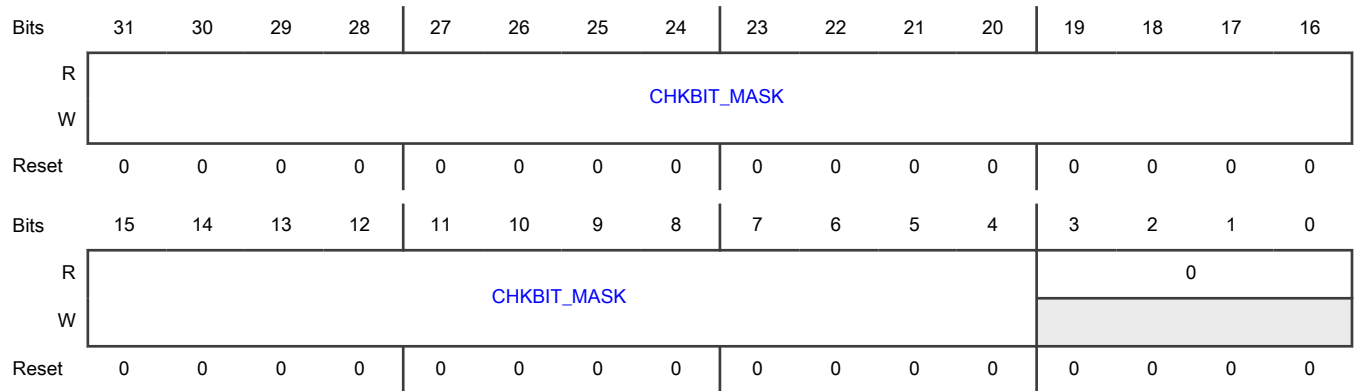 Bits 31 30 29 28 27 26 25 24 23 22 21 20 19 18 17 16
R
CHKBIT_MASK
W
Reset 0 0 0 0 0 0 0 0 0 0 0 0 0 0 0 0
Bits 15 14 13 12 11 10 9 8 7 6 5 4 3 2 1 0
R 0
CHKBIT_MASK
W
Reset 0 0 0 0 0 0 0 0 0 0 0 0 0 0 0 0